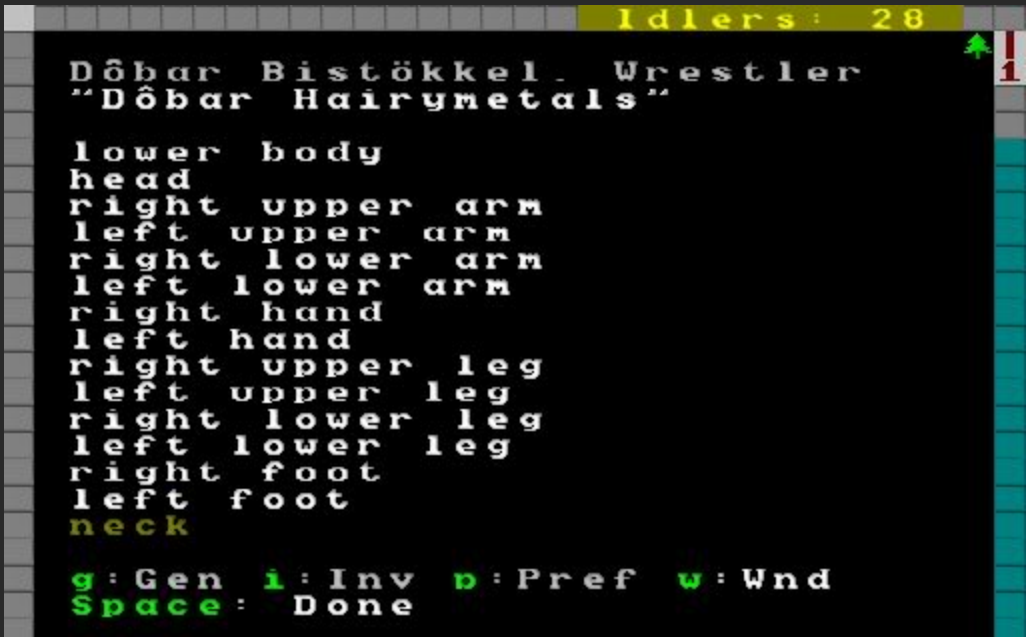 Idlers: 28
1
Dôbar Bistökkel. Wrestler
"Dôbar Hairymetals"
lower body
head
right upper arm
left upper arm
right lower arm
left lower arm
right hand
left hand
right upper leg
left upper leg
right lower leg
left lower leg
right foot
left foot
neck
g:Gen i:Inv p:Pref w:Wnd
Space: Done